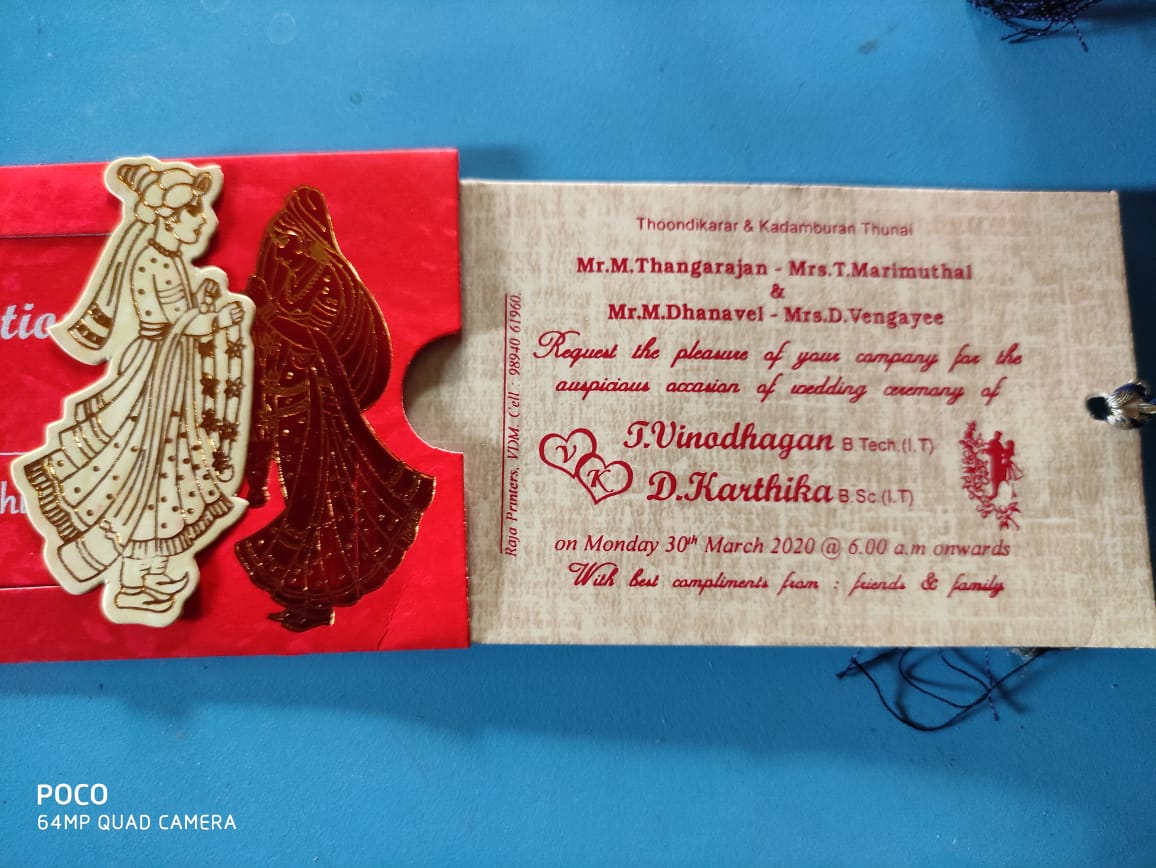 tio
hi
Thoondikarar & Kadamburan Thunai
Mr.M.Thangarajan - Mrs.T.Marimuthal
&
Mr.M.Dhanavel - Mrs.D.Vengayee
Request the pleasure of your company for the
auspicious occasion of wedding ceremony of
T.Vinodhagan B.Tech.(I.T)
V K
D.Karthika B.Sc.(I.T)
on Monday 30th March 2020 @ 6.00 a.m onwards
With best compliments from : friends & family
Raja Printers, VDM. Cell : 98940 61960.
POCO
64MP QUAD CAMERA